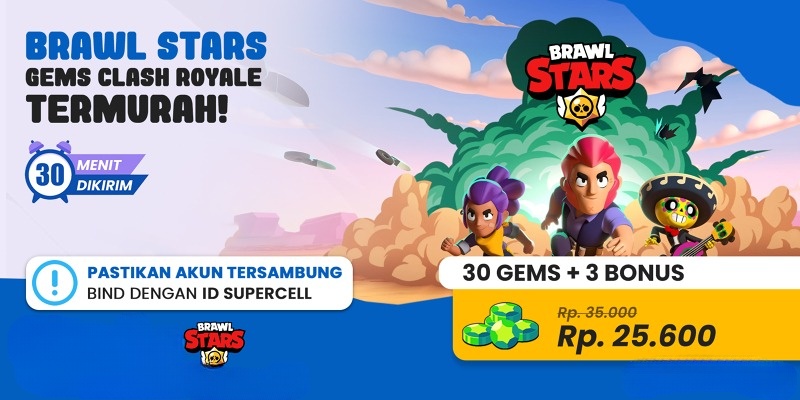 BRAWL STARS
GEMS CLASH ROYALE
TERMURAH!
30 MENIT
DIKIRIM
BRAWL
STARS
PASTIKAN AKUN TERSAMBUNG
BIND DENGAN ID SUPERCELL
30 GEMS + 3 BONUS
Rp. 35.000
Rp. 25.600
BRAWL
STARS